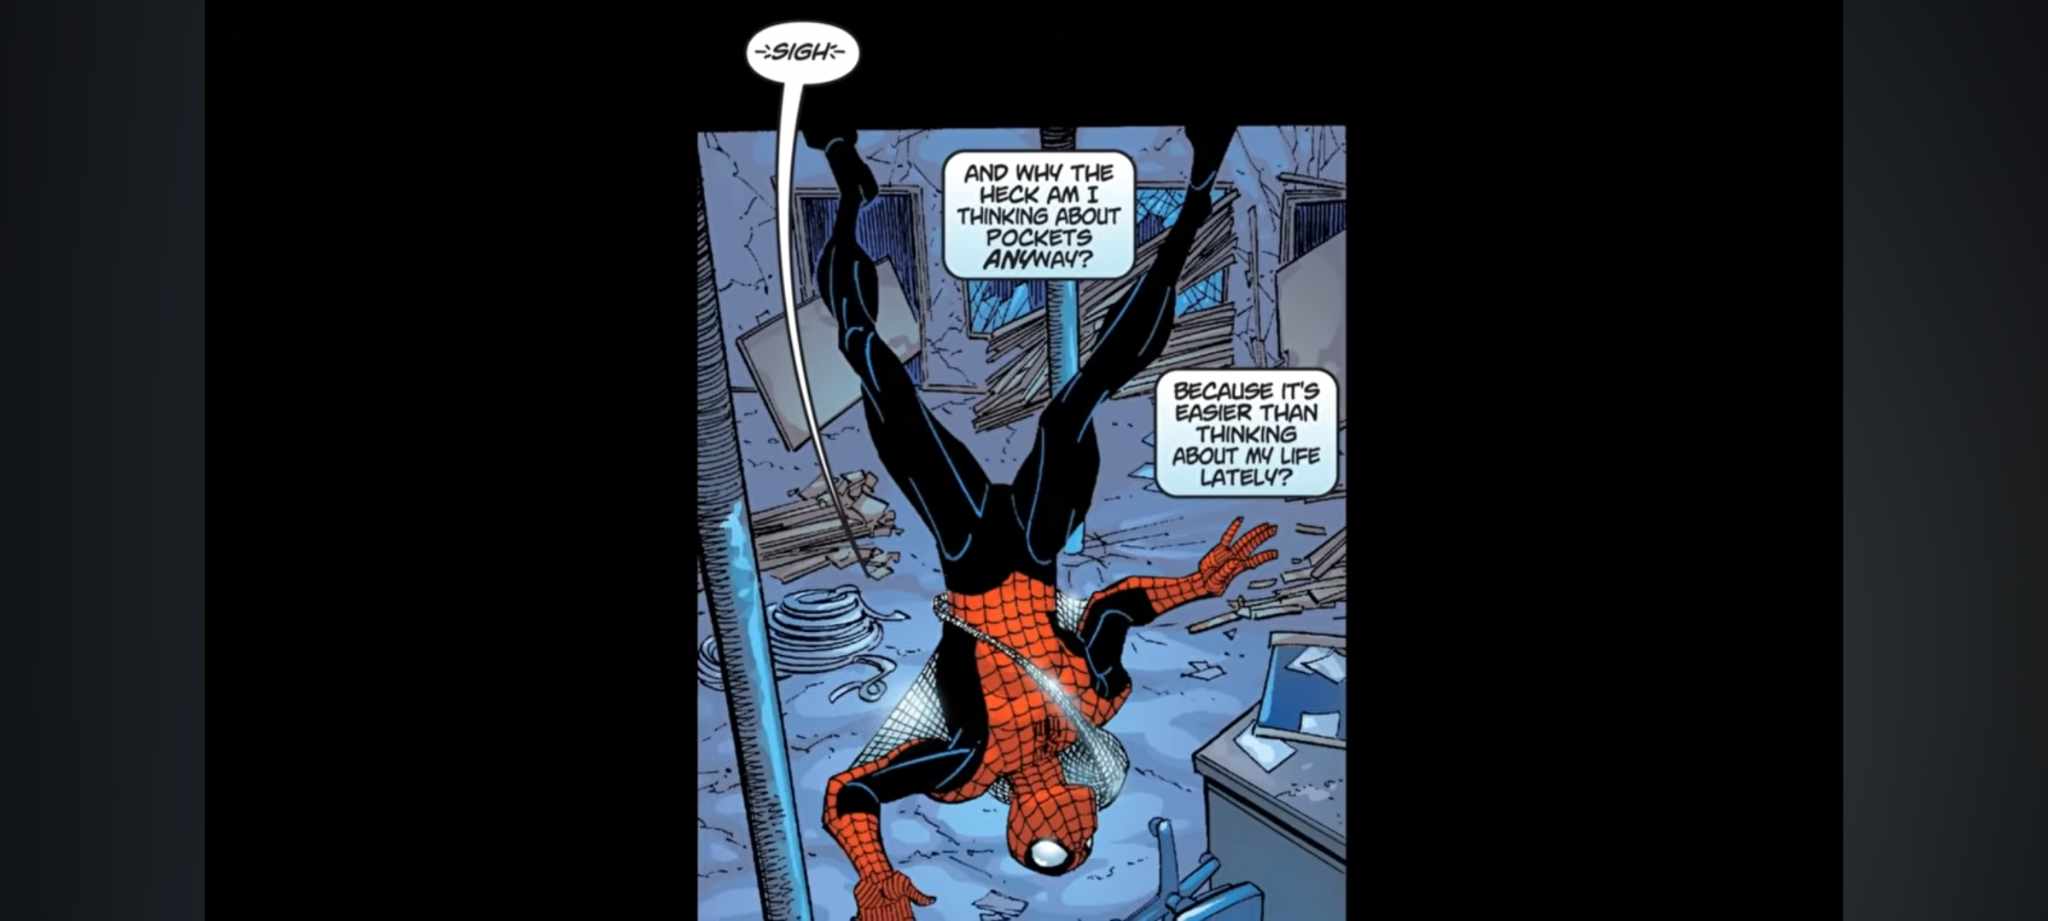 -SIGH-
AND WHY THE
HECK AM I
THINKING ABOUT
POCKETS
ANYWAY?
BECAUSE IT'S
EASIER THAN
THINKING
ABOUT MY LIFE
LATELY?